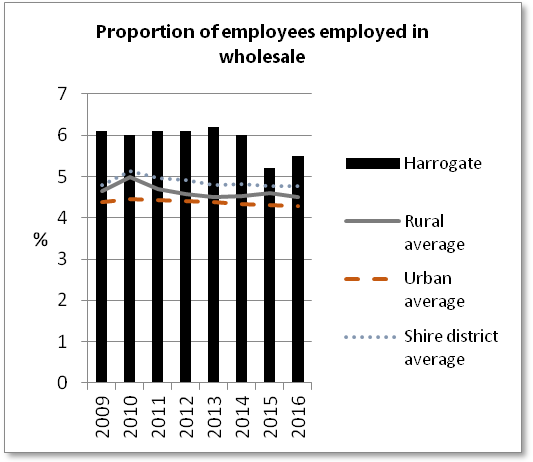 Proportion of employees employed in
wholesale
7
6
5
4
3
2
1
0
%
2009
2010
2011
2012
2013
2014
2015
2016
Harrogate
Rural
average
Urban
average
Shire district
average